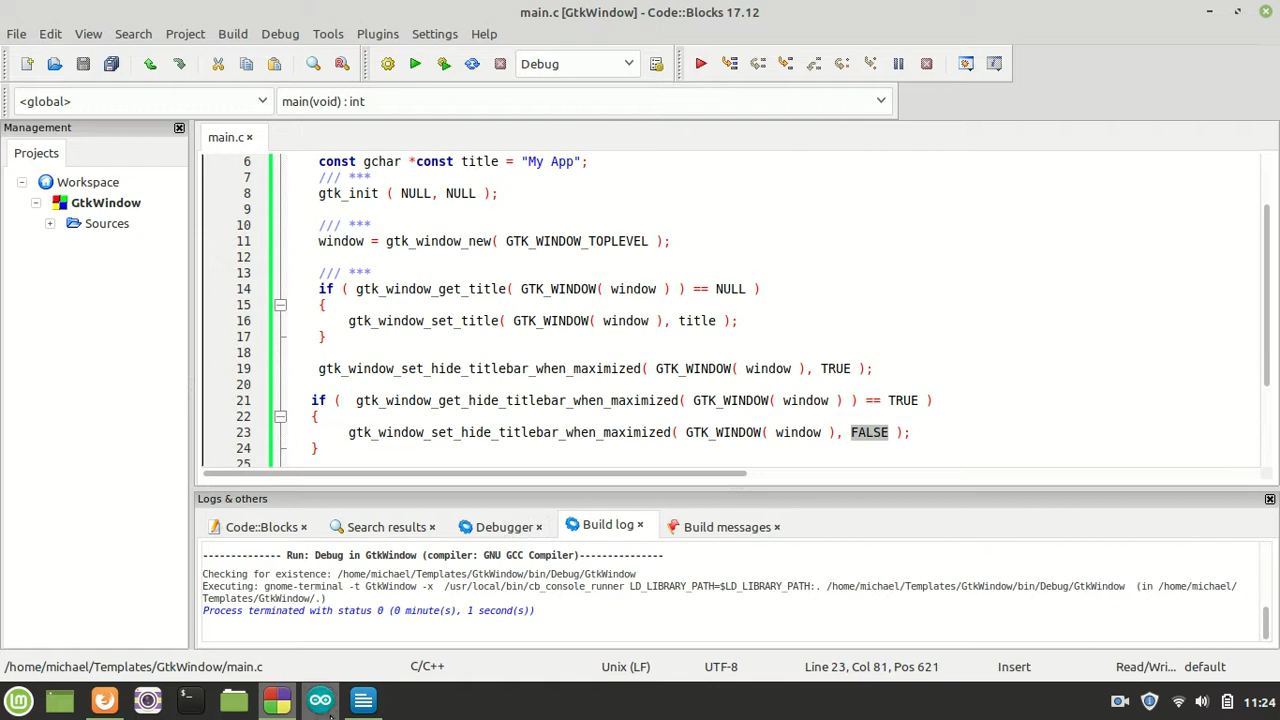 main.c [GtkWindow] - Code::Blocks 17.12
File Edit View Search Project Build Debug Tools Plugins Settings Help
Debug
<global> main(void) : int
Management
main.c
Projects
Workspace
GtkWindow
Sources
6 const gchar *const title = "My App";
7 /// ***
8 gtk_init ( NULL, NULL );
9
10 /// ***
11 window = gtk_window_new( GTK_WINDOW_TOPLEVEL );
12
13 /// ***
14 if ( gtk_window_get_title( GTK_WINDOW( window ) ) == NULL )
15 {
16 gtk_window_set_title( GTK_WINDOW( window ), title );
17 }
18
19 gtk_window_set_hide_titlebar_when_maximized( GTK_WINDOW( window ), TRUE );
20
21 if (  gtk_window_get_hide_titlebar_when_maximized( GTK_WINDOW( window ) ) == TRUE )
22 {
23 gtk_window_set_hide_titlebar_when_maximized( GTK_WINDOW( window ), FALSE );
24 }
25
Logs & others
Code::Blocks Search results Debugger Build log Build messages
-------------- Run: Debug in GtkWindow (compiler: GNU GCC Compiler)---------------
Checking for existence: /home/michael/Templates/GtkWindow/bin/Debug/GtkWindow
Executing: gnome-terminal -t GtkWindow -x  /usr/local/bin/cb_console_runner LD_LIBRARY_PATH=$LD_LIBRARY_PATH:. /home/michael/Templates/GtkWindow/bin/Debug/GtkWindow  (in /home/michael/
Templates/GtkWindow/.)
Process terminated with status 0 (0 minute(s), 1 second(s))
/home/michael/Templates/GtkWindow/main.c C/C++ Unix (LF) UTF-8 Line 23, Col 81, Pos 621 Insert Read/Wri... default
11:24